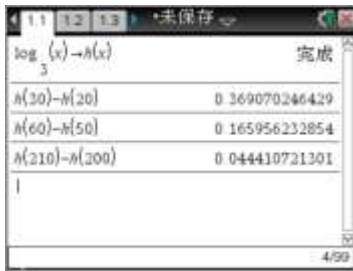 1.1 1.2 1.3 *未保存
log₃(x)→h(x) 完成
h(30)−h(20) 0.369070246429
h(60)−h(50) 0.165956232854
h(210)−h(200) 0.044410721301
4/99